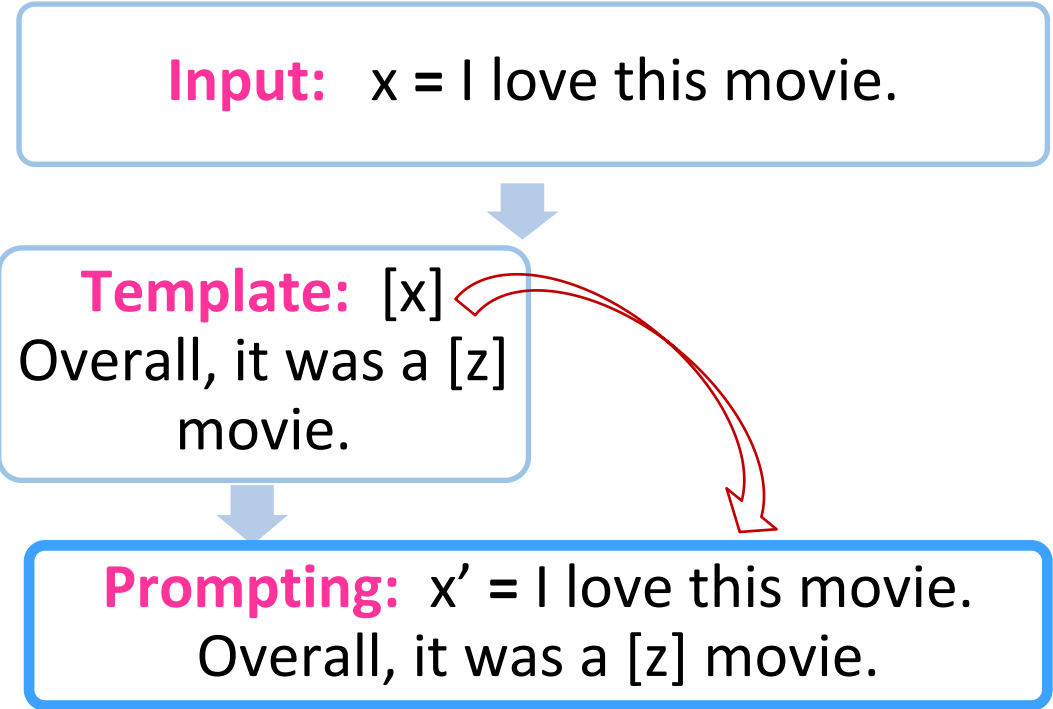 Input: x = I love this movie.
Template: [x]
Overall, it was a [z]
movie.
Prompting: x’ = I love this movie.
Overall, it was a [z] movie.